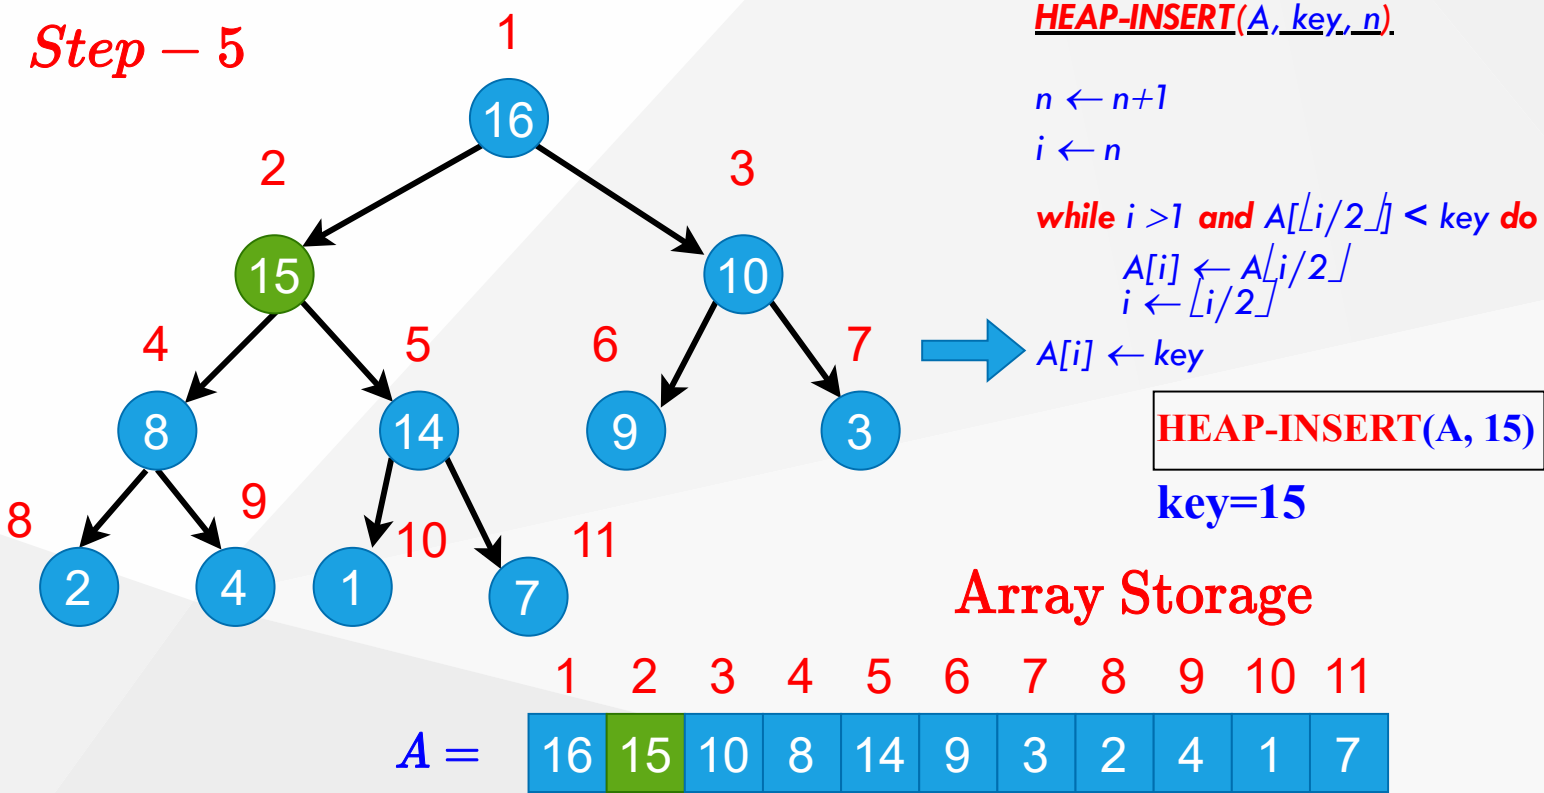 Step – 5
HEAP-INSERT(A, key, n)
n ← n+1
i ← n
while i >1 and A[⌊i/2⌋] < key do
A[i] ← A⌊i/2⌋
i ← ⌊i/2⌋
A[i] ← key
HEAP-INSERT(A, 15)
key=15
1
16
2 3
15 10
4 5 6 7
8 14 9 3
8 9 10 11
2 4 1 7
Array Storage
1 2 3 4 5 6 7 8 9 10 11
A = 16 15 10 8 14 9 3 2 4 1 7